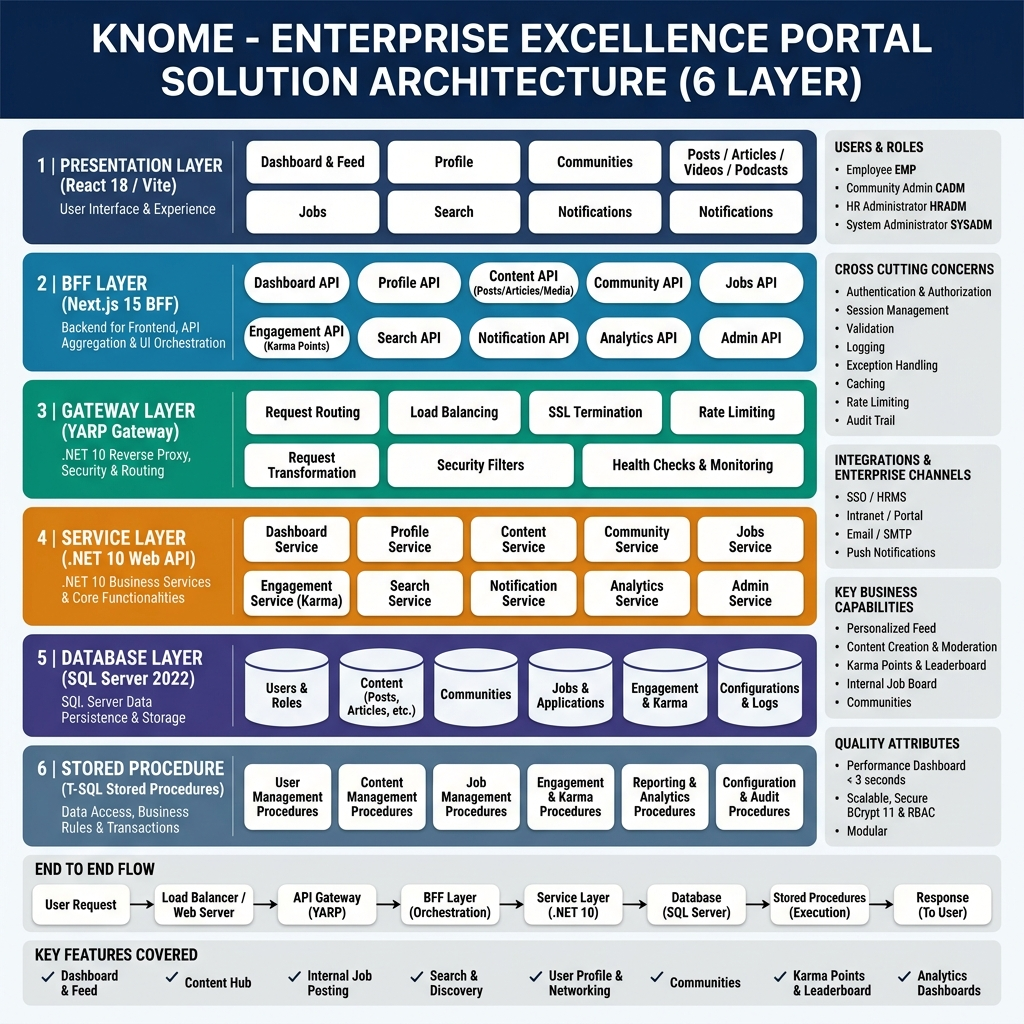 KNOME - ENTERPRISE EXCELLENCE PORTAL
SOLUTION ARCHITECTURE (6 LAYER)
1 | PRESENTATION LAYER
(React 18 / Vite)
User Interface & Experience
Dashboard & Feed
Profile
Communities
Posts / Articles /
Videos / Podcasts
Jobs
Search
Notifications
Notifications
2 | BFF LAYER
(Next.js 15 BFF)
Backend for Frontend, API
Aggregation & UI Orchestration
Dashboard API
Profile API
Content API
(Posts/Articles/Media)
Community API
Jobs API
Engagement API
(Karma Points)
Search API
Notification API
Analytics API
Admin API
3 | GATEWAY LAYER
(YARP Gateway)
.NET 10 Reverse Proxy,
Security & Routing
Request Routing
Load Balancing
SSL Termination
Rate Limiting
Request
Transformation
Security Filters
Health Checks & Monitoring
4 | SERVICE LAYER
(.NET 10 Web API)
.NET 10 Business Services
& Core Functionalities
Dashboard
Service
Profile
Service
Content
Service
Community
Service
Jobs
Service
Engagement
Service (Karma)
Search
Service
Notification
Service
Analytics
Service
Admin
Service
5 | DATABASE LAYER
(SQL Server 2022)
SQL Server Data
Persistence & Storage
Users &
Roles
Content
(Posts,
Articles, etc.)
Communities
Jobs &
Applications
Engagement
& Karma
Configurations
& Logs
6 | STORED PROCEDURE
(T-SQL Stored Procedures)
Data Access, Business
Rules & Transactions
User
Management
Procedures
Content
Management
Procedures
Job
Management
Procedures
Engagement
& Karma
Procedures
Reporting &
Analytics
Procedures
Configuration
& Audit
Procedures
USERS & ROLES
• Employee EMP
• Community Admin CADM
• HR Administrator HRADM
• System Administrator SYSADM
CROSS CUTTING CONCERNS
• Authentication & Authorization
• Session Management
• Validation
• Logging
• Exception Handling
• Caching
• Rate Limiting
• Audit Trail
INTEGRATIONS &
ENTERPRISE CHANNELS
• SSO / HRMS
• Intranet / Portal
• Email / SMTP
• Push Notifications
KEY BUSINESS
CAPABILITIES
• Personalized Feed
• Content Creation & Moderation
• Karma Points & Leaderboard
• Internal Job Board
• Communities
QUALITY ATTRIBUTES
• Performance Dashboard
< 3 seconds
• Scalable, Secure
BCrypt 11 & RBAC
• Modular
END TO END FLOW
User Request
Load Balancer /
Web Server
API Gateway
(YARP)
BFF Layer
(Orchestration)
Service Layer
(.NET 10)
Database
(SQL Server)
Stored Procedures
(Execution)
Response
(To User)
KEY FEATURES COVERED
✓ Dashboard
& Feed
✓ Content Hub
✓ Internal Job
Posting
✓ Search &
Discovery
✓ User Profile &
Networking
✓ Communities
✓ Karma Points
& Leaderboard
✓ Analytics
Dashboards